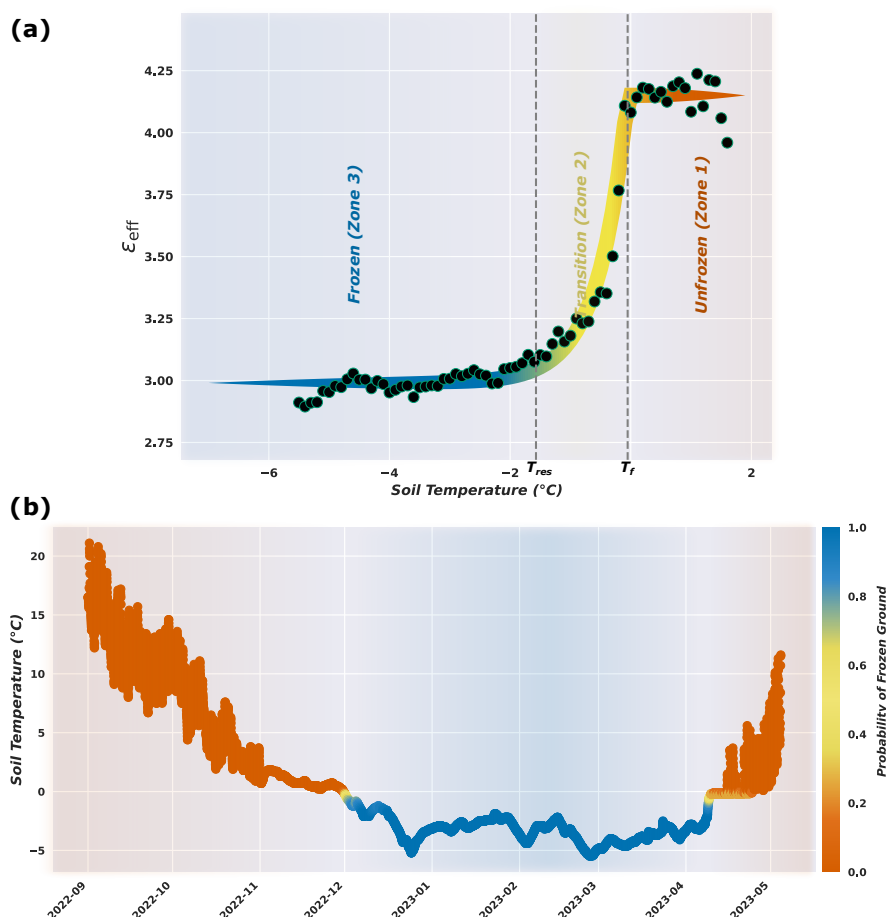 (a)
4.25
4.00
3.75
3.50
3.25
3.00
2.75
ε_eff
Frozen (Zone 3)
Transition (Zone 2)
Unfrozen (Zone 1)
−6
−4
−2
T_res
T_f
2
Soil Temperature (°C)
(b)
20
15
10
5
0
−5
Soil Temperature (°C)
2022-09
2022-10
2022-11
2022-12
2023-01
2023-02
2023-03
2023-04
2023-05
1.0
0.8
0.6
0.4
0.2
0.0
Probability of Frozen Ground